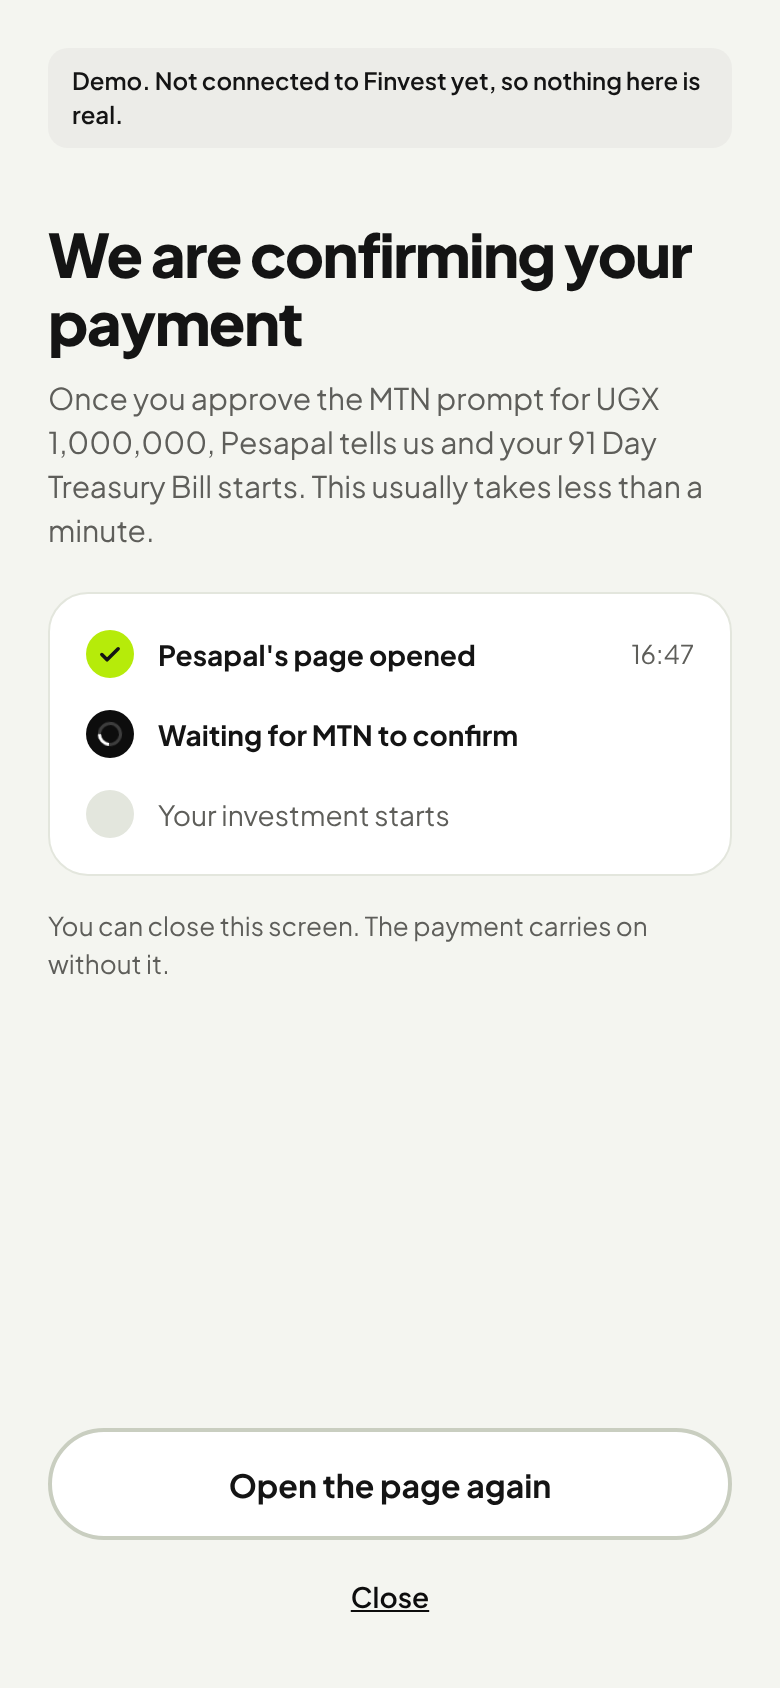 Demo. Not connected to Finvest yet, so nothing here is
real.
We are confirming your
payment
Once you approve the MTN prompt for UGX
1,000,000, Pesapal tells us and your 91 Day
Treasury Bill starts. This usually takes less than a
minute.
Pesapal's page opened 16:47
Waiting for MTN to confirm
Your investment starts
You can close this screen. The payment carries on
without it.
Open the page again
Close